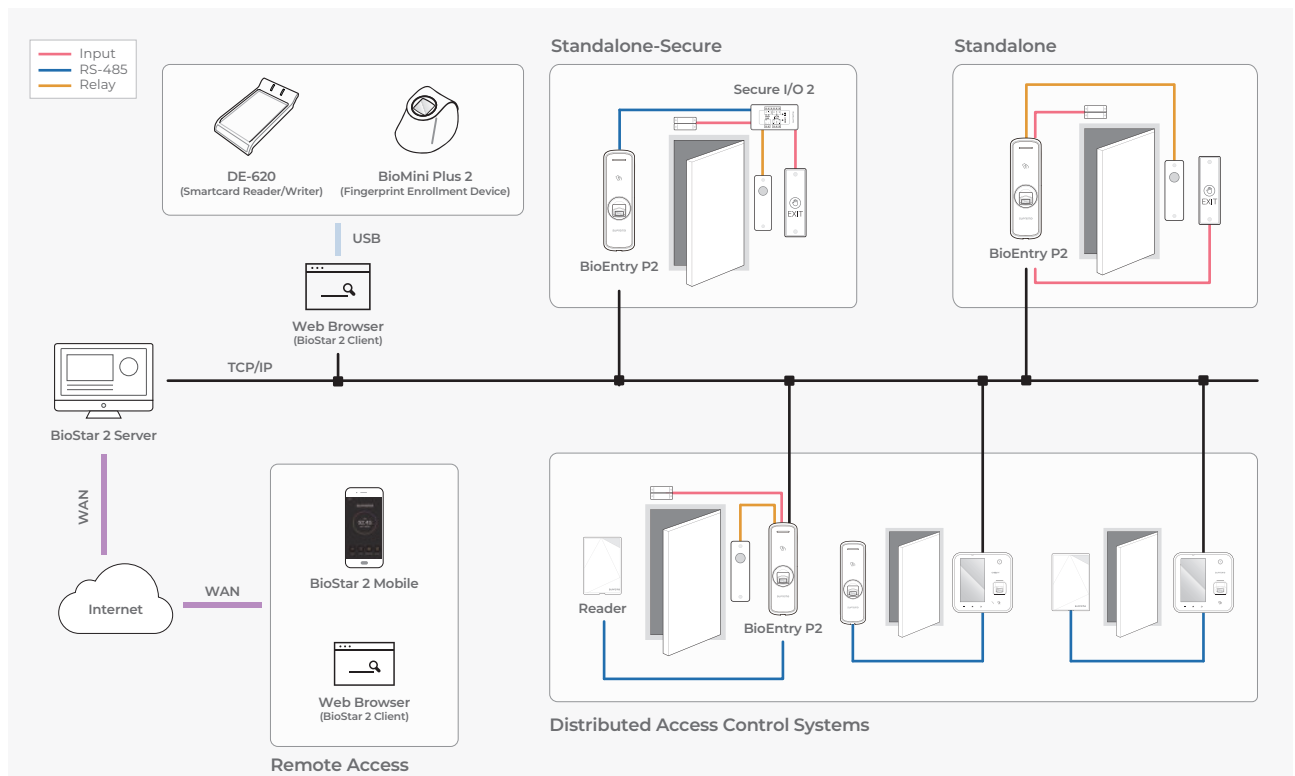 Input
RS-485
Relay
DE-620
(Smartcard Reader/Writer)
BioMini Plus 2
(Fingerprint Enrollment Device)
USB
Web Browser
(BioStar 2 Client)
Standalone-Secure
Secure I/O 2
EXIT
BioEntry P2
Standalone
EXIT
BioEntry P2
TCP/IP
BioStar 2 Server
WAN
Internet
WAN
BioStar 2 Mobile
Web Browser
(BioStar 2 Client)
Remote Access
Reader
BioEntry P2
Distributed Access Control Systems